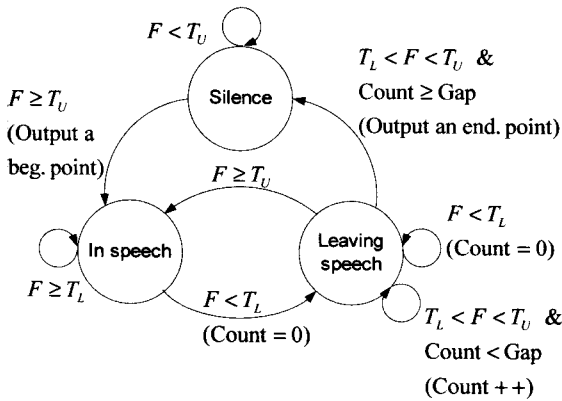 F < T_U
Silence
F ≥ T_U
(Output a
beg. point)
T_L < F < T_U &
Count ≥ Gap
(Output an end. point)
F ≥ T_U
In speech
F ≥ T_L
Leaving
speech
F < T_L
(Count = 0)
F < T_L
(Count = 0)
T_L < F < T_U &
Count < Gap
(Count + +)